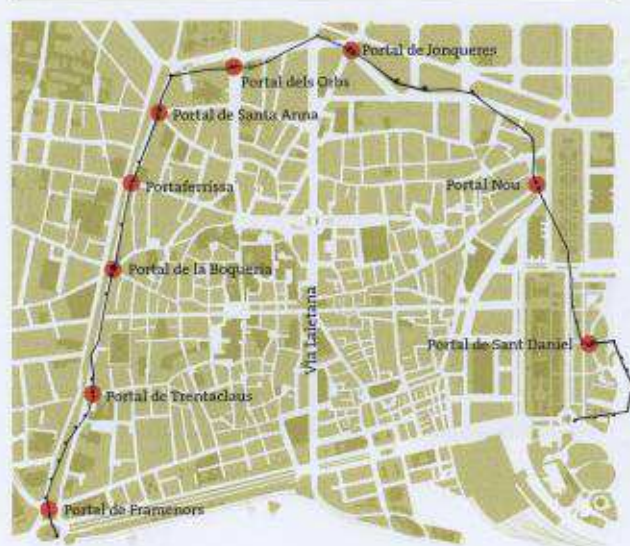 Portal de Jonqueres
Portal dels Orbs
Portal de Santa Anna
Portaferrissa
Portal Nou
Portal de la Boqueria
Via Laietana
Portal de Sant Daniel
Portal de Trentaclaus
Portal de Framenors